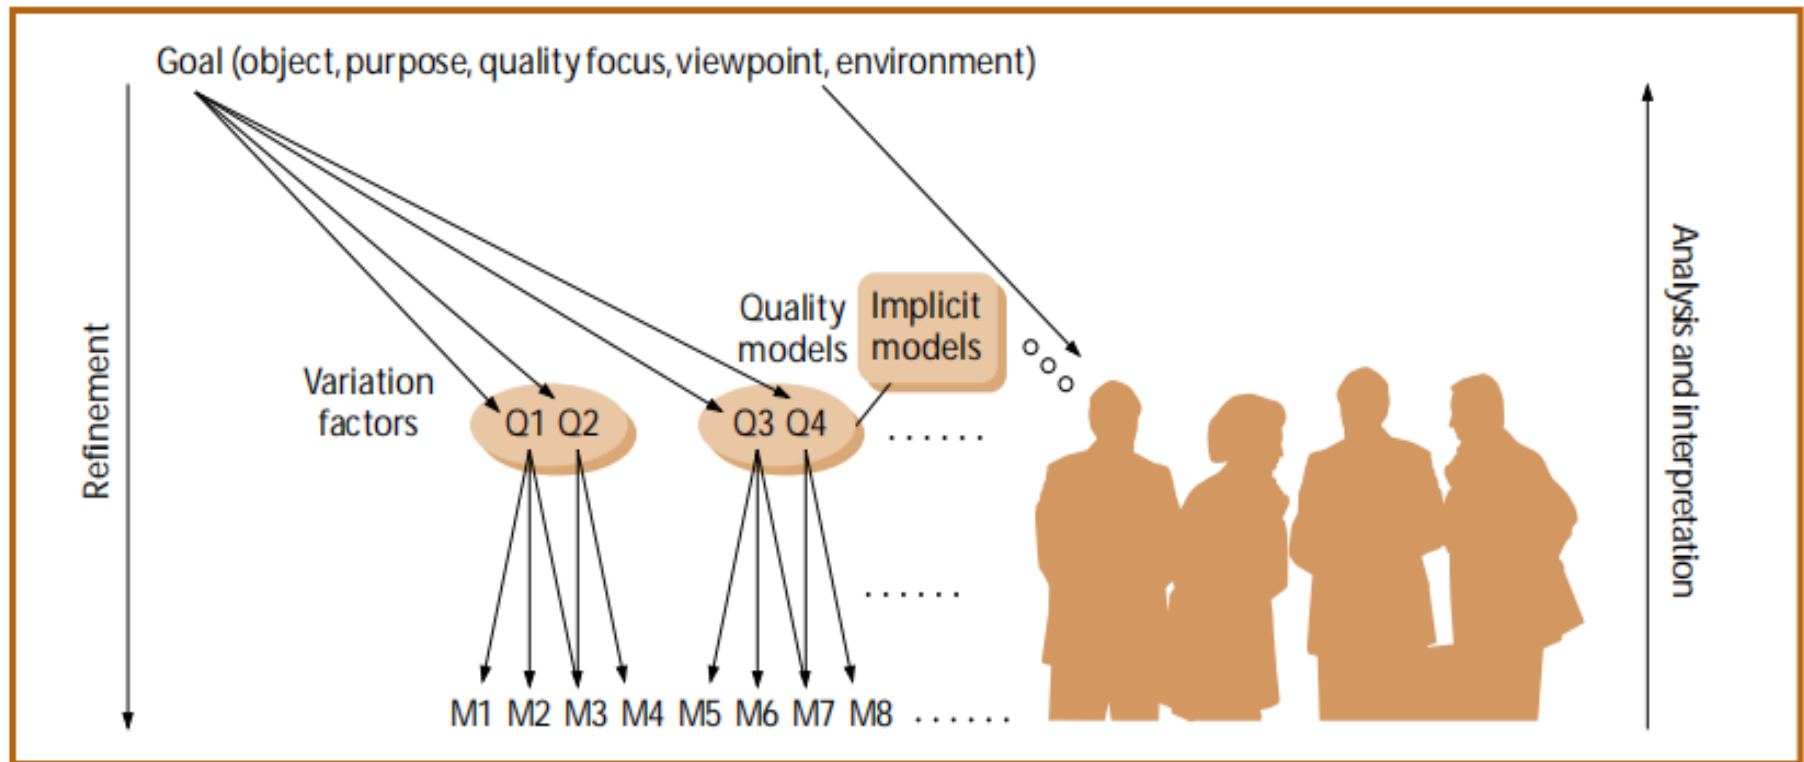 Goal (object, purpose, quality focus, viewpoint, environment)
Refinement
Variation
factors
Q1 Q2
Quality
models
Implicit
models
Q3 Q4
......
......
M1 M2 M3 M4 M5 M6 M7 M8 ......
Analysis and interpretation